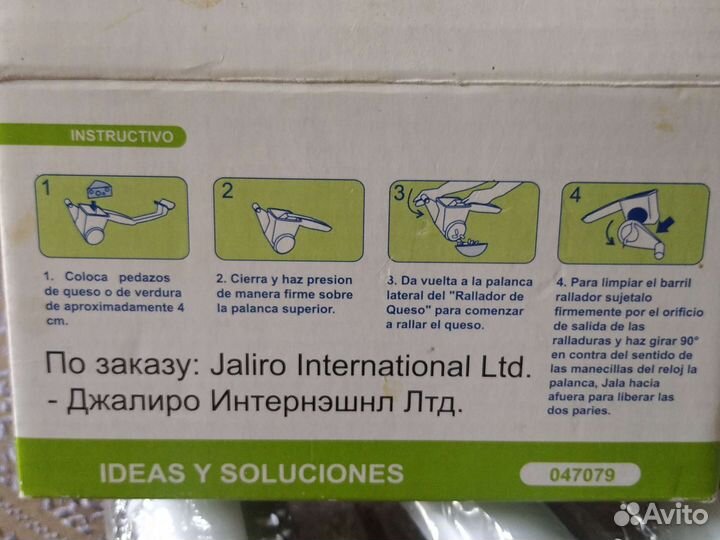 INSTRUCTIVO
1
1. Coloca pedazos
de queso o de verdura
de aproximadamente 4
cm.
2
2. Cierra y haz presion
de manera firme sobre
la palanca superior.
3
3. Da vuelta a la palanca
lateral del "Rallador de
Queso" para comenzar
a rallar el queso.
4
4. Para limpiar el barril
rallador sujetalo
firmemente por el orificio
de salida de las
ralladuras y haz girar 90°
en contra del sentido de
las manecillas del reloj la
palanca, Jala hacia
afuera para liberar las
dos paries.
По заказу: Jaliro International Ltd.
- Джалиро Интернэшнл Лтд.
IDEAS Y SOLUCIONES
047079
Avito